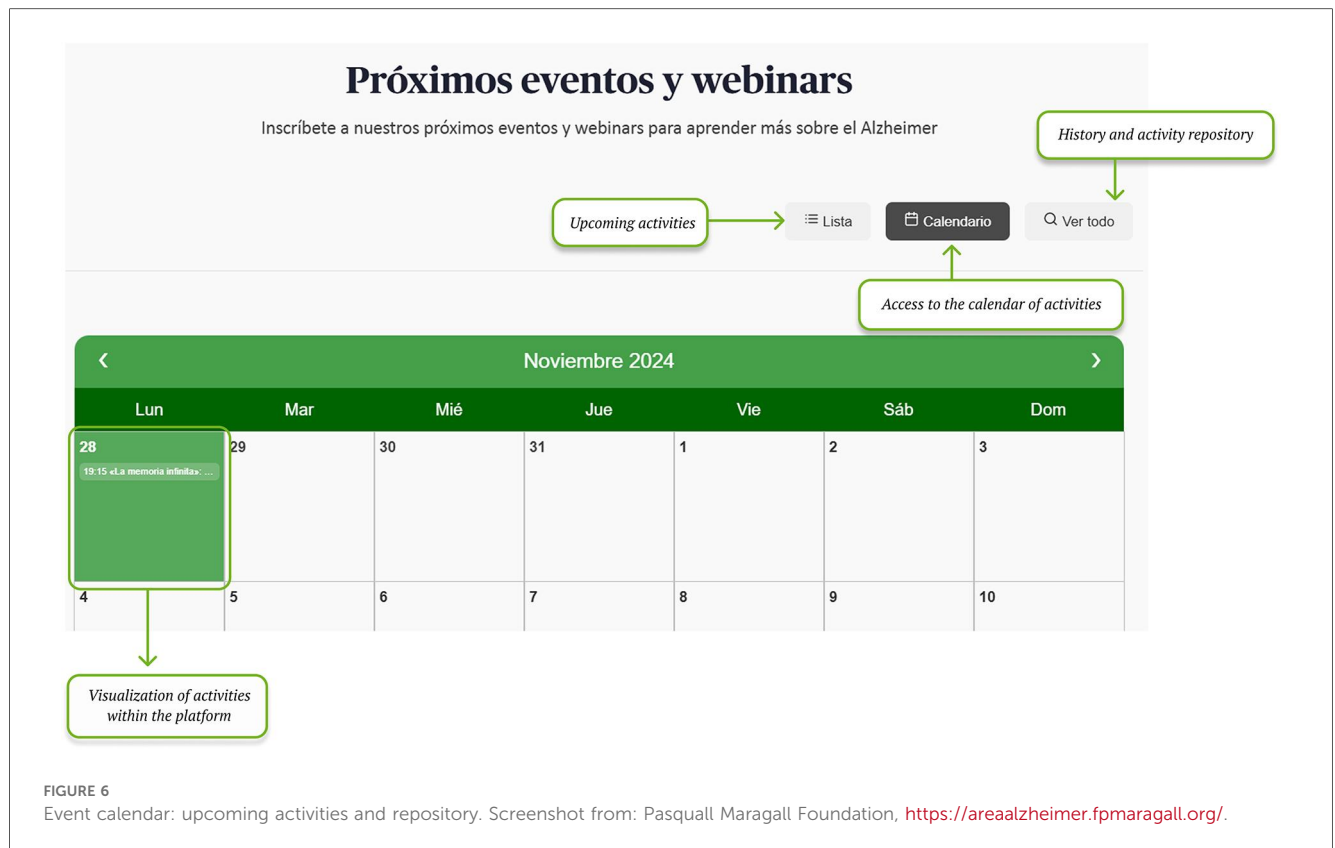 Próximos eventos y webinars
Inscríbete a nuestros próximos eventos y webinars para aprender más sobre el Alzheimer
History and activity repository
Upcoming activities
Lista
Calendario
Ver todo
Access to the calendar of activities
Noviembre 2024
Lun Mar Mié Jue Vie Sáb Dom
28 29 30 31 1 2 3
19:15 «La memoria infinita»: ...
4 5 6 7 8 9 10
Visualization of activities
within the platform
FIGURE 6
Event calendar: upcoming activities and repository. Screenshot from: Pasquall Maragall Foundation, https://areaalzheimer.fpmaragall.org/.